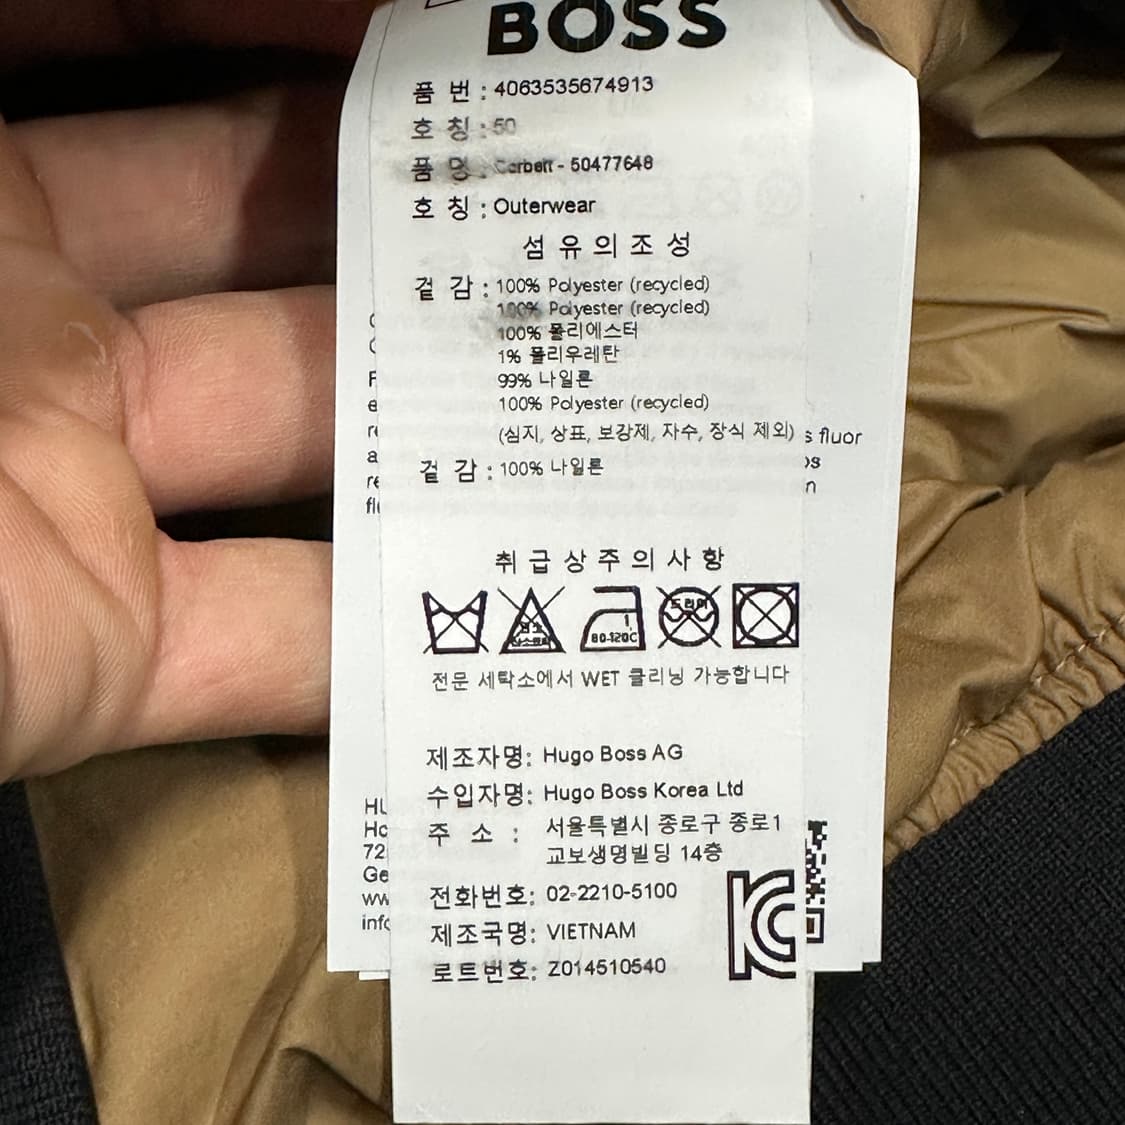 BOSS
품 번 : 4063535674913
호 칭 : 50
품 명 : Corbett - 50477648
호 칭 : Outerwear
섬유의조성
겉 감 : 100% Polyester (recycled)
100% Polyester (recycled)
100% 폴리에스터
1% 폴리우레탄
99% 나일론
100% Polyester (recycled)
(심지, 상표, 보강제, 자수, 장식 제외)
s fluor
겉 감 : 100% 나일론
취급상주의사항
드라이
80-120C
전문 세탁소에서 WET 클리닝 가능합니다
제조자명: Hugo Boss AG
수입자명: Hugo Boss Korea Ltd
주 소 : 서울특별시 종로구 종로1
교보생명빌딩 14층
전화번호: 02-2210-5100
제조국명: VIETNAM
로트번호: Z014510540